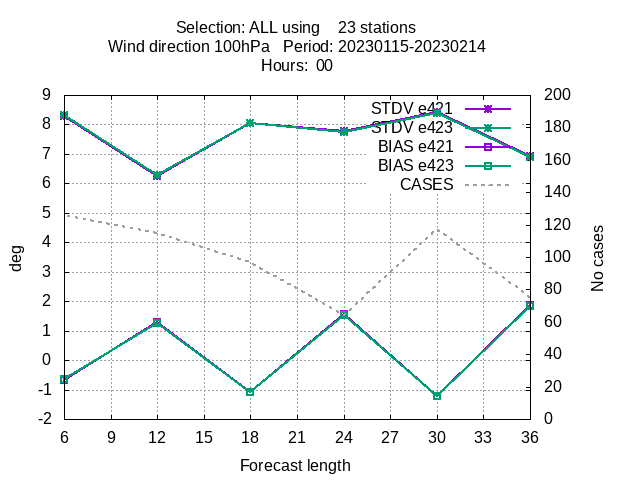 Selection: ALL using    23 stations
Wind direction 100hPa   Period: 20230115-20230214
Hours:  00
9
8
7
6
5
4
3
2
1
0
-1
-2
deg
200
180
160
140
120
100
80
60
40
20
0
No cases
STDV e421
STDV e423
BIAS e421
BIAS e423
CASES
6 9 12 15 18 21 24 27 30 33 36
Forecast length